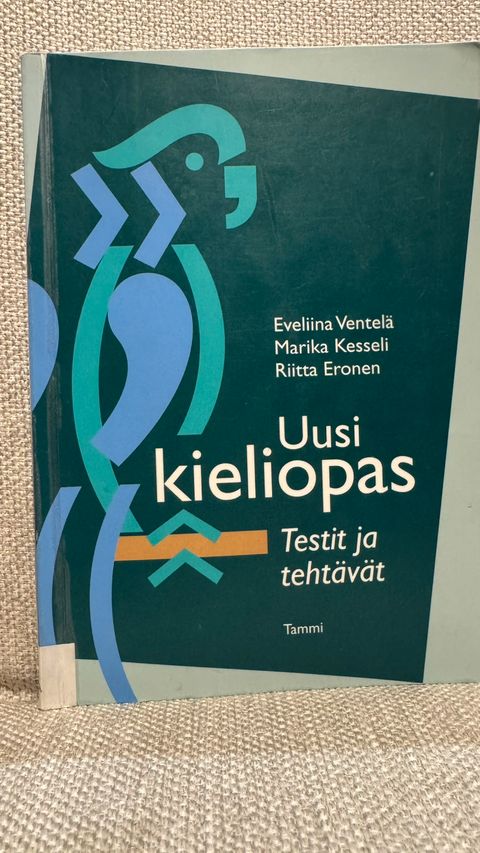 Eveliina Ventelä
Marika Kesseli
Riitta Eronen
Uusi
kieliopas
Testit ja
tehtävät
Tammi